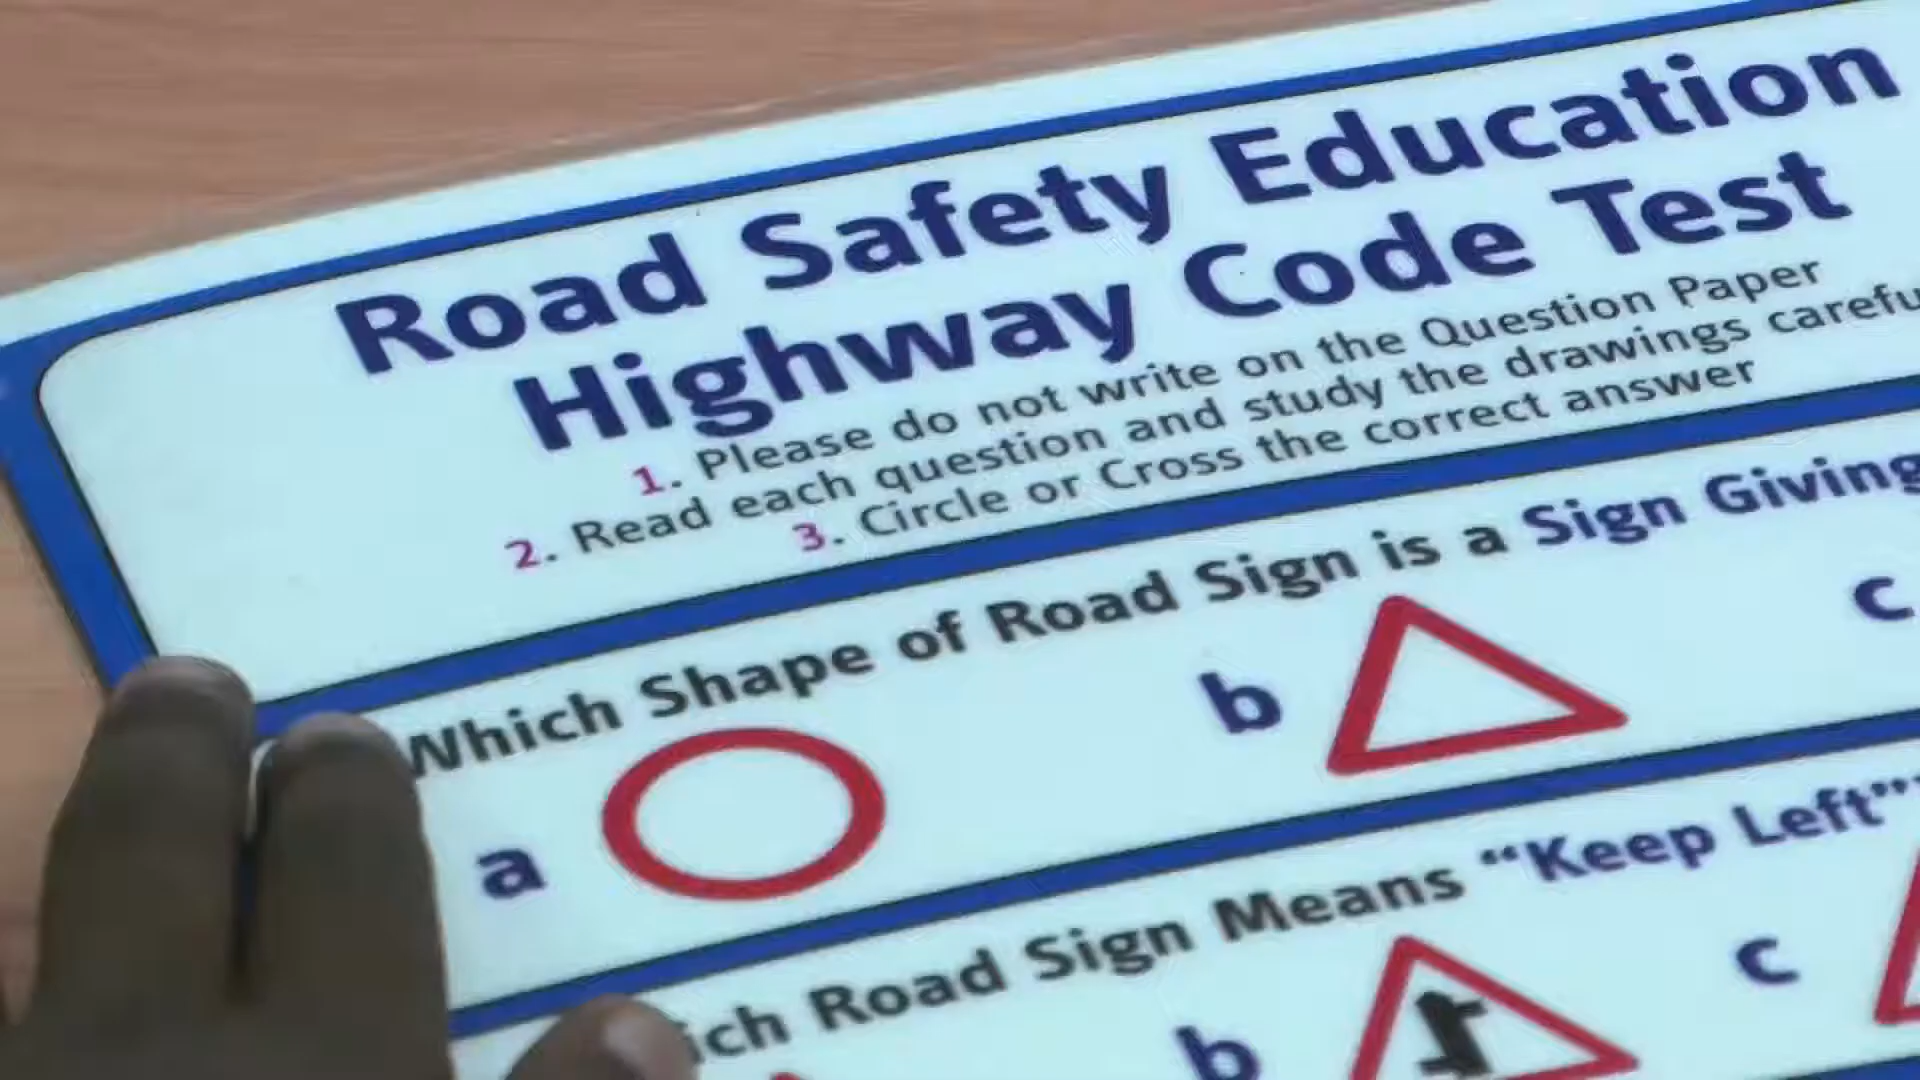 Road Safety Education
Highway Code Test
1. Please do not write on the Question Paper
2. Read each question and study the drawings
3. Circle or Cross the correct answer
Which Shape of Road Sign is a Sign Giving
a
b
c
Road Sign Means “Keep Left”
b
c